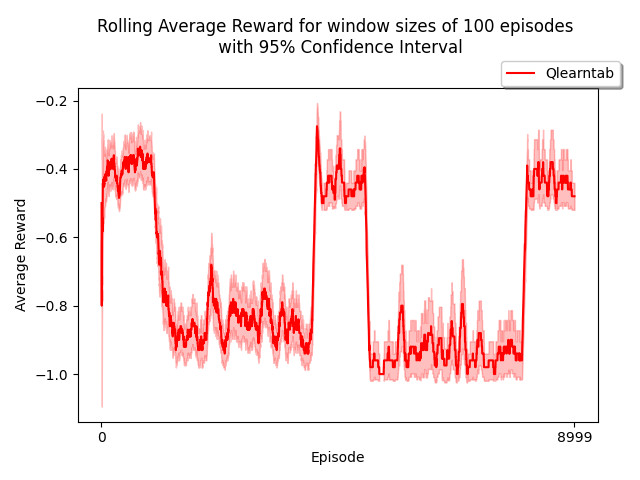 Rolling Average Reward for window sizes of 100 episodes
with 95% Confidence Interval
Qlearntab
−0.2
−0.4
−0.6
−0.8
−1.0
Average Reward
0
8999
Episode